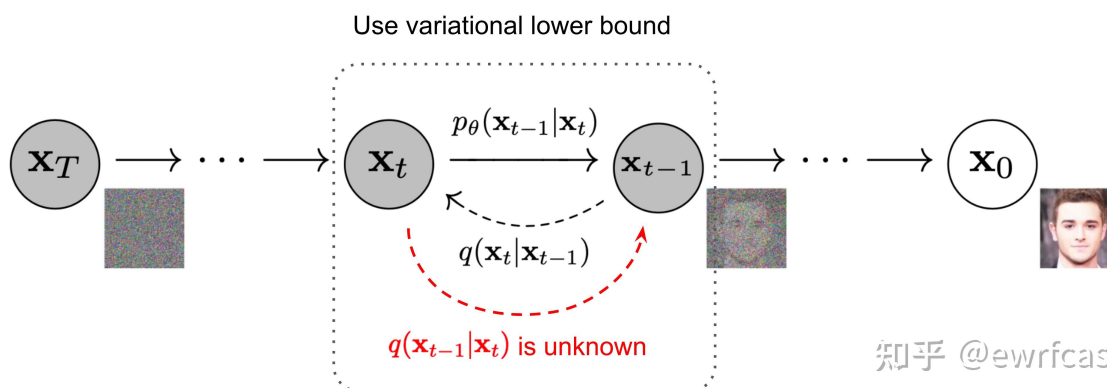 Use variational lower bound
p_θ(x_{t−1}|x_t)
x_T → ⋯ → x_t → x_{t−1} → ⋯ → x_0
q(x_t|x_{t−1})
q(x_{t−1}|x_t) is unknown
知乎 @ewrfcas